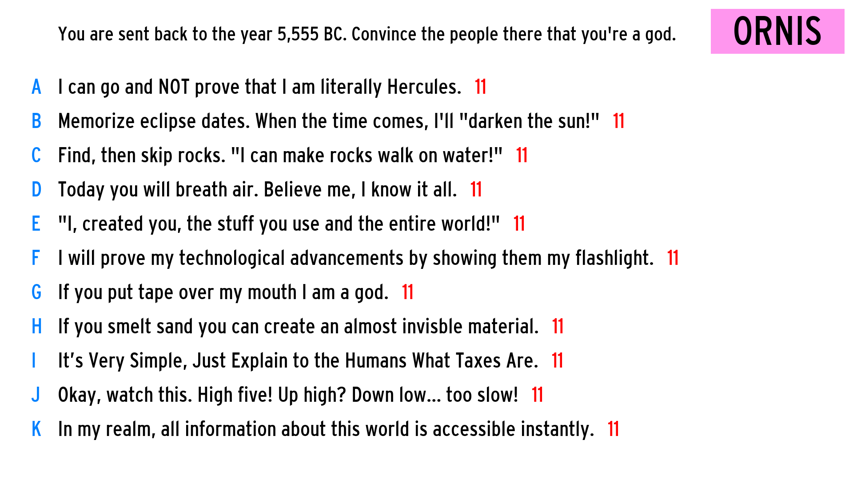 You are sent back to the year 5,555 BC. Convince the people there that you're a god.
ORNIS
A I can go and NOT prove that I am literally Hercules. 11
B Memorize eclipse dates. When the time comes, I'll "darken the sun!" 11
C Find, then skip rocks. "I can make rocks walk on water!" 11
D Today you will breath air. Believe me, I know it all. 11
E "I, created you, the stuff you use and the entire world!" 11
F I will prove my technological advancements by showing them my flashlight. 11
G If you put tape over my mouth I am a god. 11
H If you smelt sand you can create an almost invisble material. 11
I It’s Very Simple, Just Explain to the Humans What Taxes Are. 11
J Okay, watch this. High five! Up high? Down low... too slow! 11
K In my realm, all information about this world is accessible instantly. 11